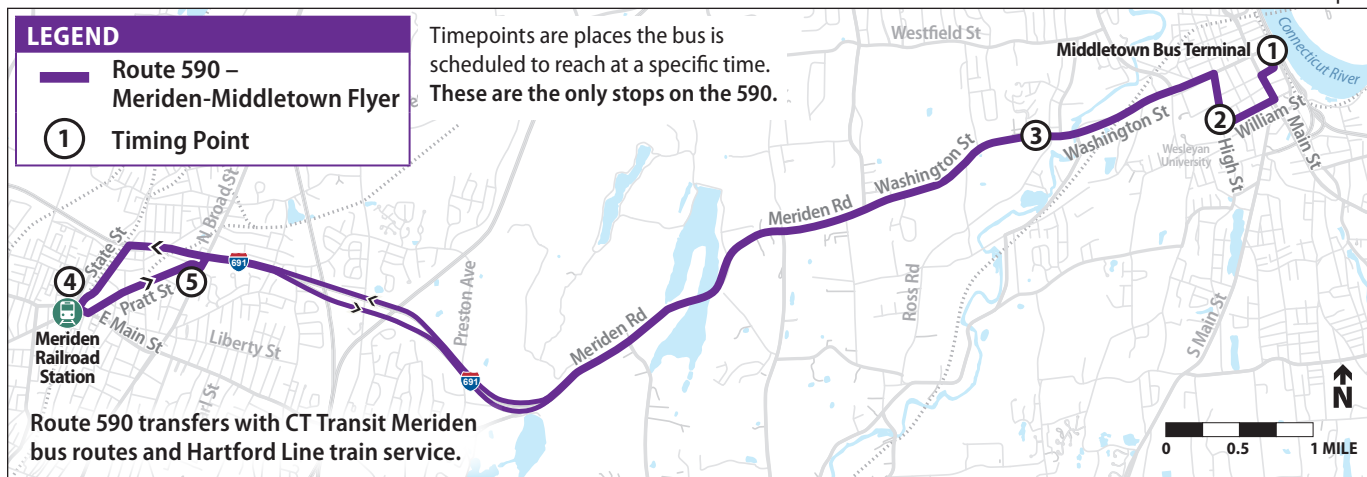 LEGEND
Route 590 –
Meriden-Middletown Flyer
1
Timing Point
Timepoints are places the bus is
scheduled to reach at a specific time.
These are the only stops on the 590.
Westfield St
Middletown Bus Terminal
1
Connecticut River
2
William St
Main St
High St
Wesleyan
University
3
Washington St
Washington St
Meriden Rd
Ross Rd
S Main St
Meriden Rd
Preston Ave
691
691
N Broad St
State St
4
5
Pratt St
E Main St
Liberty St
Meriden
Railroad
Station
Route 590 transfers with CT Transit Meriden
bus routes and Hartford Line train service.
N
0 0.5 1 MILE